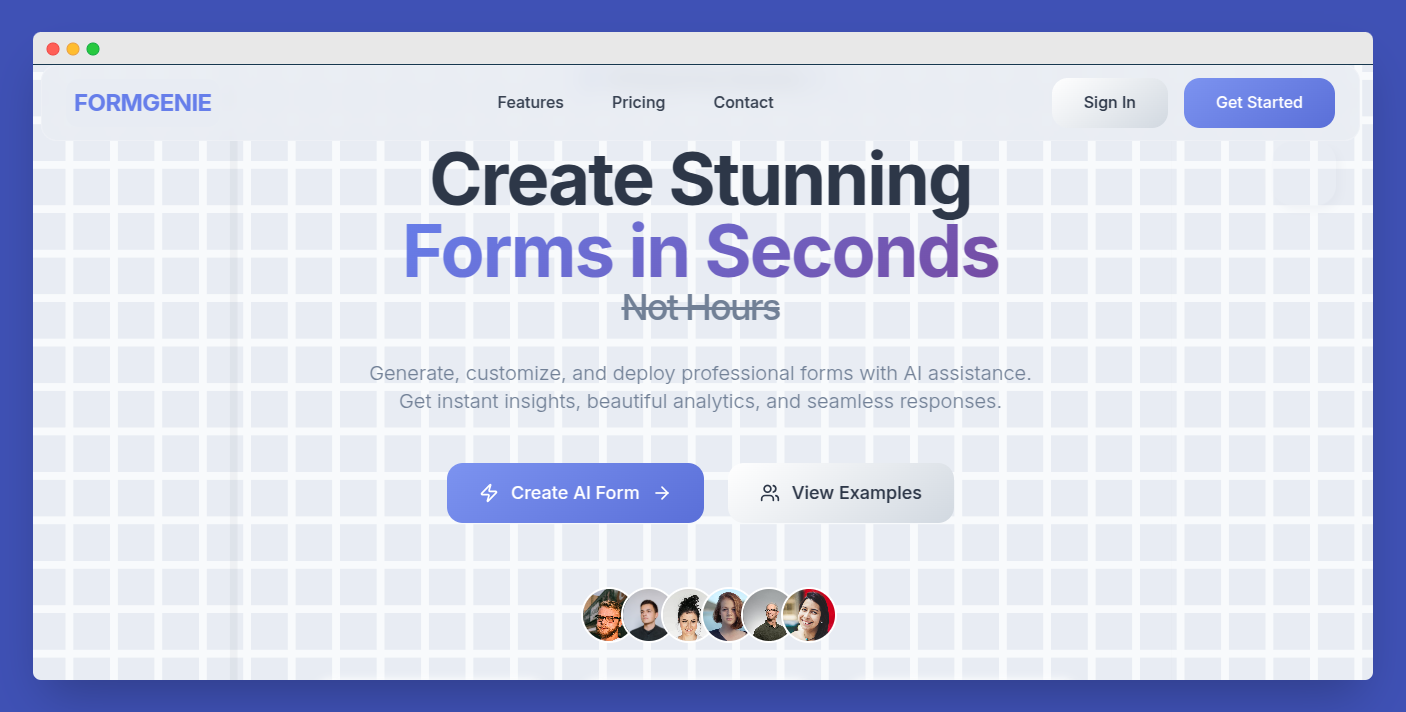 FORMGENIE
Features
Pricing
Contact
Sign In
Get Started
Create Stunning
Forms in Seconds
Not Hours
Generate, customize, and deploy professional forms with AI assistance.
Get instant insights, beautiful analytics, and seamless responses.
Create AI Form
View Examples